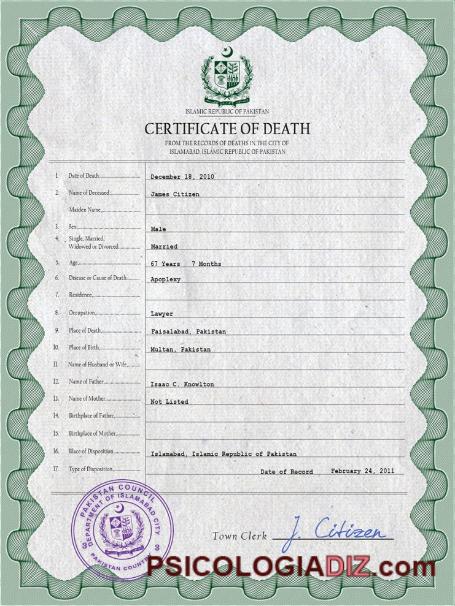 ISLAMIC REPUBLIC OF PAKISTAN
CERTIFICATE OF DEATH
FROM THE RECORDS OF DEATHS IN THE CITY OF
ISLAMABAD, ISLAMIC REPUBLIC OF PAKISTAN
1. Date of Death December 18, 2010
2. Name of Deceased James Citizen
Maiden Name
3. Sex Male
4. Single, Married,
Widowed or Divorced Married
5. Age 67 Years 7 Months
6. Disease or Cause of Death Apoplexy
7. Residence
8. Occupation Lawyer
9. Place of Death Faisalabad, Pakistan
10. Place of Birth Multan, Pakistan
11. Name of Husband or Wife
12. Name of Father Isaac C. Knowlton
13. Name of Mother Not Listed
14. Birthplace of Father
15. Birthplace of Mother
16. Place of Disposition Islamabad, Islamic Republic of Pakistan
17. Type of Disposition Date of Record February 24, 2011
PAKISTAN COUNCIL
DEPARTMENT OF ISLAMABAD CITY
PAKISTAN COUNTY
Town Clerk J. Citizen
PSICOLOGIADIZ.com